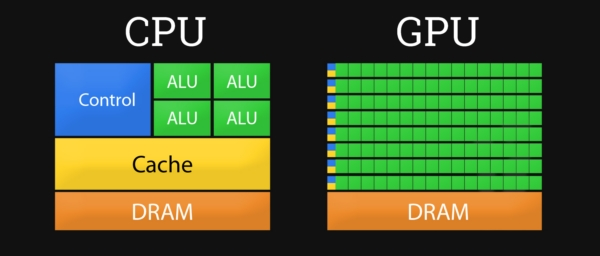 CPU
GPU
Control
ALU
ALU
ALU
ALU
Cache
DRAM
DRAM